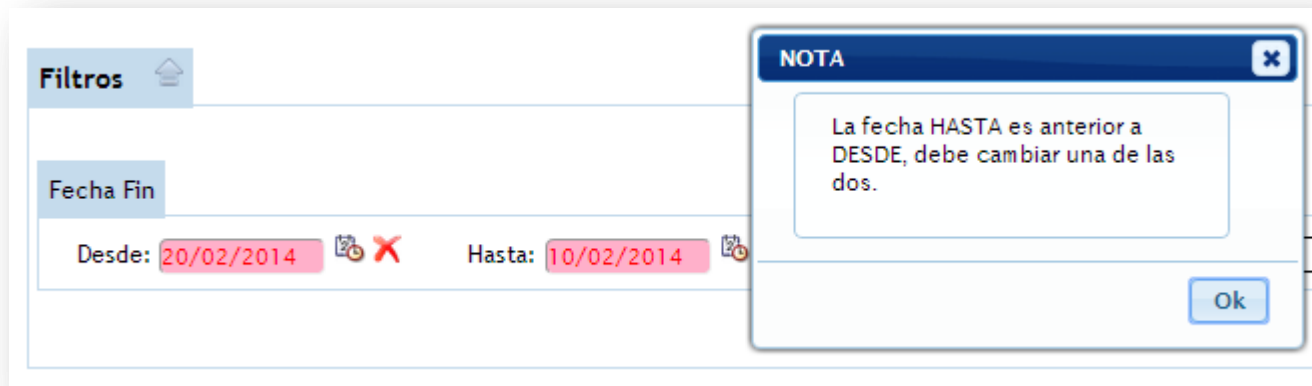 Filtros
Fecha Fin
Desde: 20/02/2014 Hasta: 10/02/2014
NOTA
La fecha HASTA es anterior a
DESDE, debe cambiar una de las
dos.
Ok